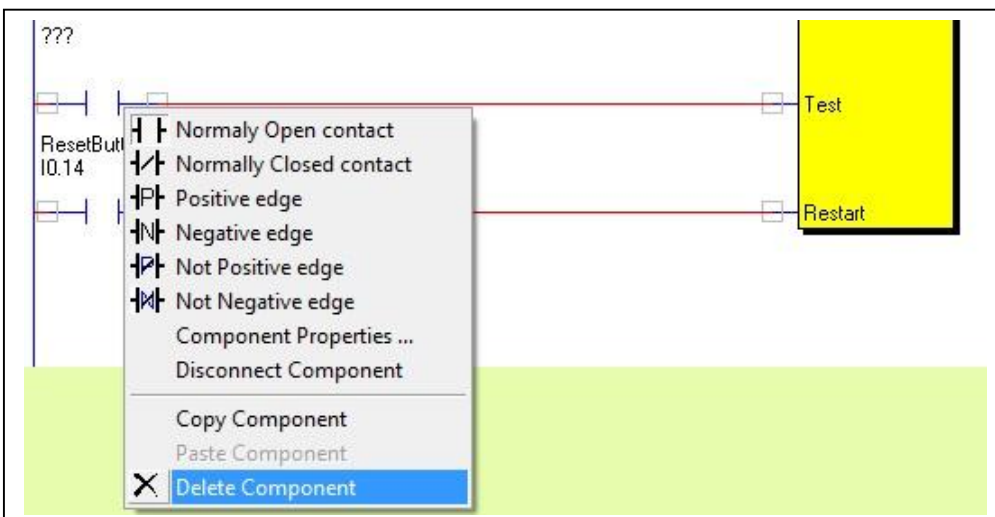 ???
Test
ResetBut
I0.14
Restart
Normaly Open contact
Normally Closed contact
P Positive edge
N Negative edge
P Not Positive edge
N Not Negative edge
Component Properties ...
Disconnect Component
Copy Component
Paste Component
Delete Component